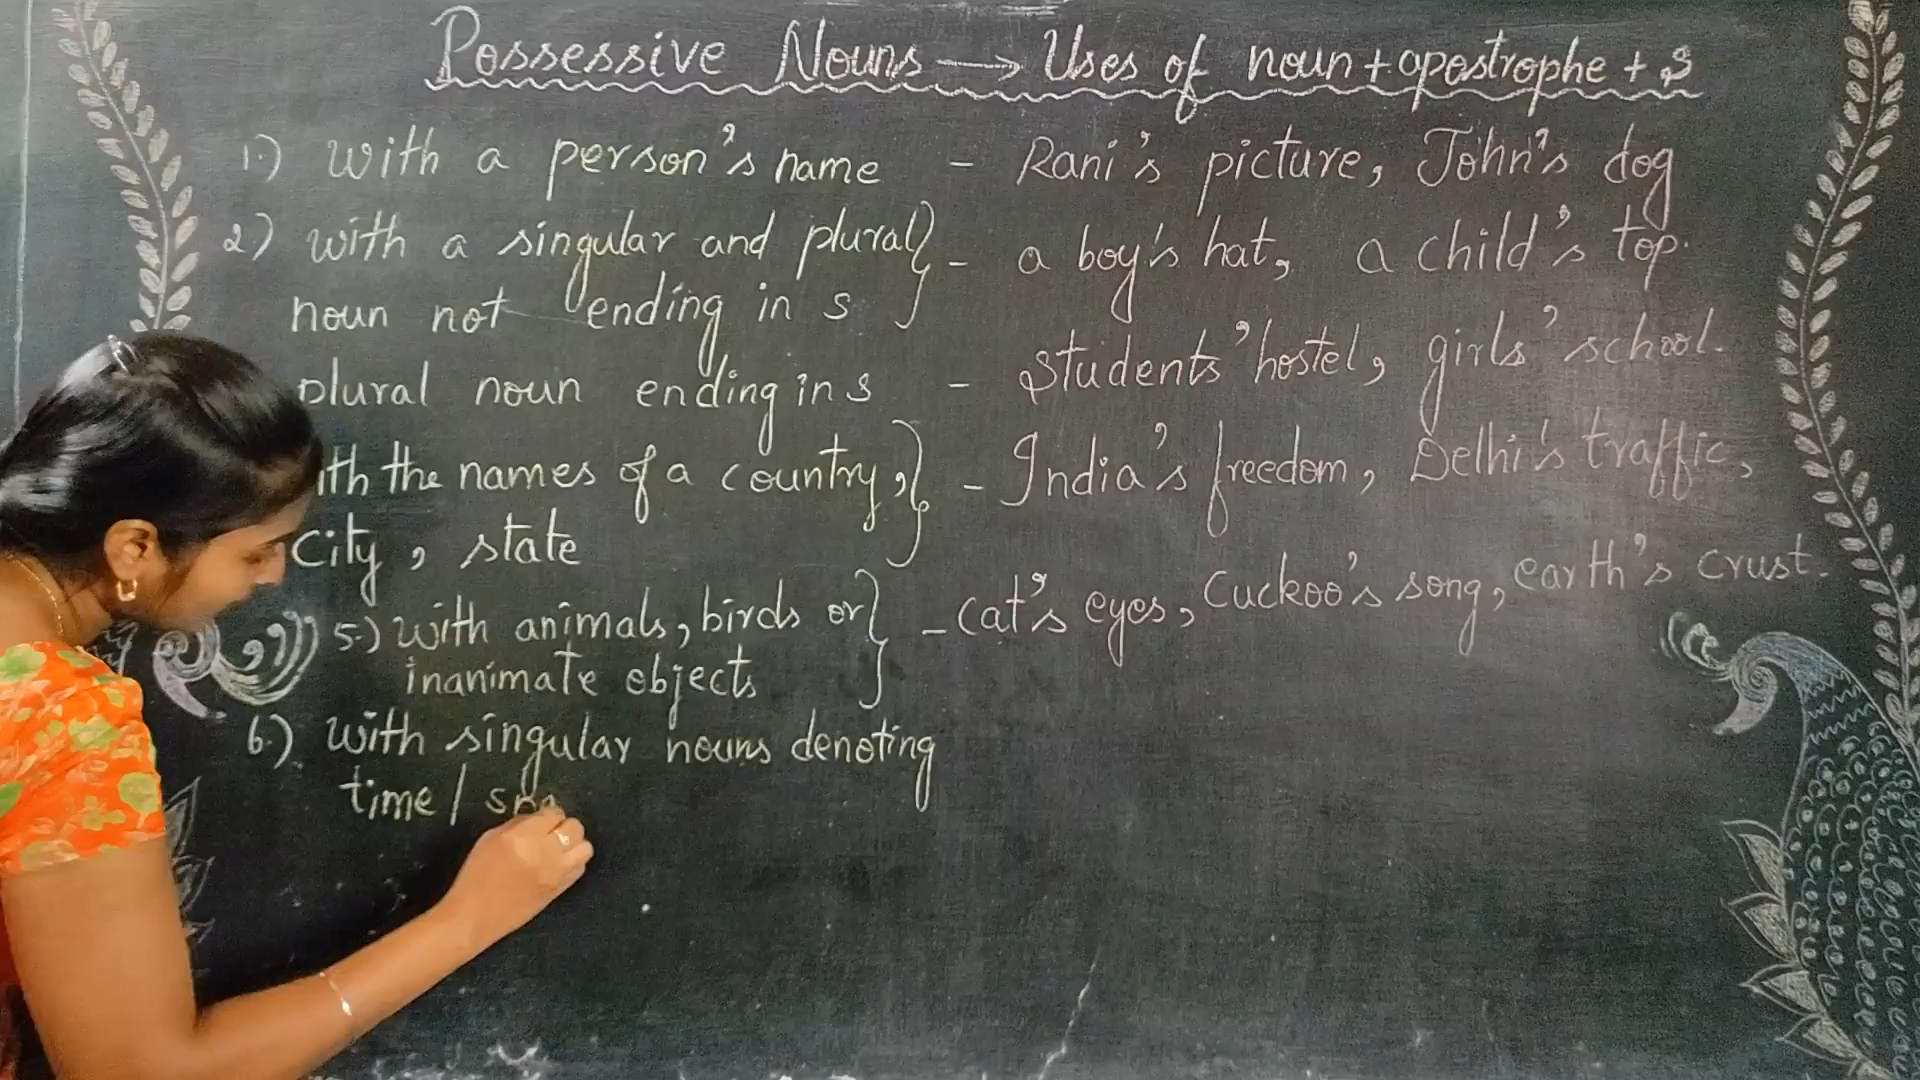 Possessive Nouns → Uses of noun + apostrophe + s
1.) with a person's name - Rani's picture, John's dog
2) with a singular and plural } - a boy's hat, a child's top.
noun not ending in s
plural noun ending in s - students' hostel, girls' school.
ith the names of a country, } - India's freedom, Delhi's traffic,
city, state
5.) with animals, birds or } - cat's eyes, Cuckoo's song, earth's crust.
inanimate objects
6.) with singular nouns denoting
time /